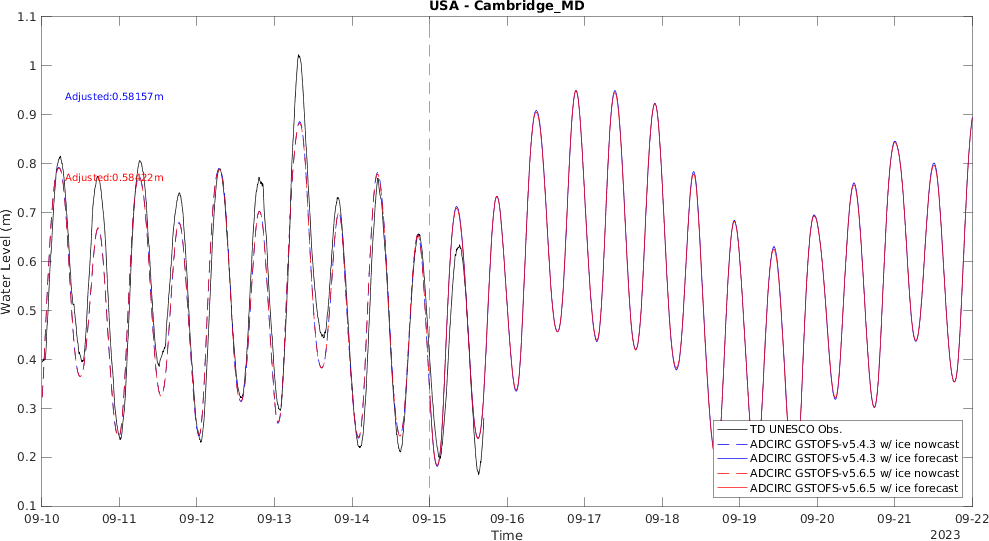 USA - Cambridge_MD
1.1
1
0.9
0.8
0.7
0.6
0.5
0.4
0.3
0.2
0.1
Water Level (m)
Adjusted:0.58157m
Adjusted:0.58422m
TD UNESCO Obs.
ADCIRC GSTOFS-v5.4.3 w/ ice nowcast
ADCIRC GSTOFS-v5.4.3 w/ ice forecast
ADCIRC GSTOFS-v5.6.5 w/ ice nowcast
ADCIRC GSTOFS-v5.6.5 w/ ice forecast
09-10 09-11 09-12 09-13 09-14 09-15 09-16 09-17 09-18 09-19 09-20 09-21 09-22
Time
2023